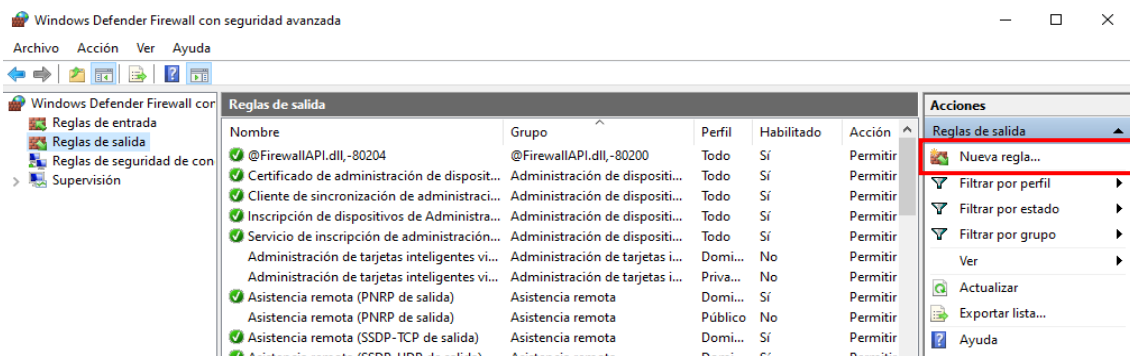 Windows Defender Firewall con seguridad avanzada
Archivo Acción Ver Ayuda
Windows Defender Firewall con
Reglas de entrada
Reglas de salida
Reglas de seguridad de con
Supervisión
Reglas de salida
Nombre Grupo Perfil Habilitado Acción
@FirewallAPI.dll,-80204 @FirewallAPI.dll,-80200 Todo Sí Permitir
Certificado de administración de disposit... Administración de dispositi... Todo Sí Permitir
Cliente de sincronización de administraci... Administración de dispositi... Todo Sí Permitir
Inscripción de dispositivos de Administra... Administración de dispositi... Todo Sí Permitir
Servicio de inscripción de administración... Administración de dispositi... Todo Sí Permitir
Administración de tarjetas inteligentes vi... Administración de tarjetas i... Domi... No Permitir
Administración de tarjetas inteligentes vi... Administración de tarjetas i... Priva... No Permitir
Asistencia remota (PNRP de salida) Asistencia remota Domi... Sí Permitir
Asistencia remota (PNRP de salida) Asistencia remota Público No Permitir
Asistencia remota (SSDP-TCP de salida) Asistencia remota Domi... Sí Permitir
Acciones
Reglas de salida
Nueva regla...
Filtrar por perfil
Filtrar por estado
Filtrar por grupo
Ver
Actualizar
Exportar lista...
Ayuda